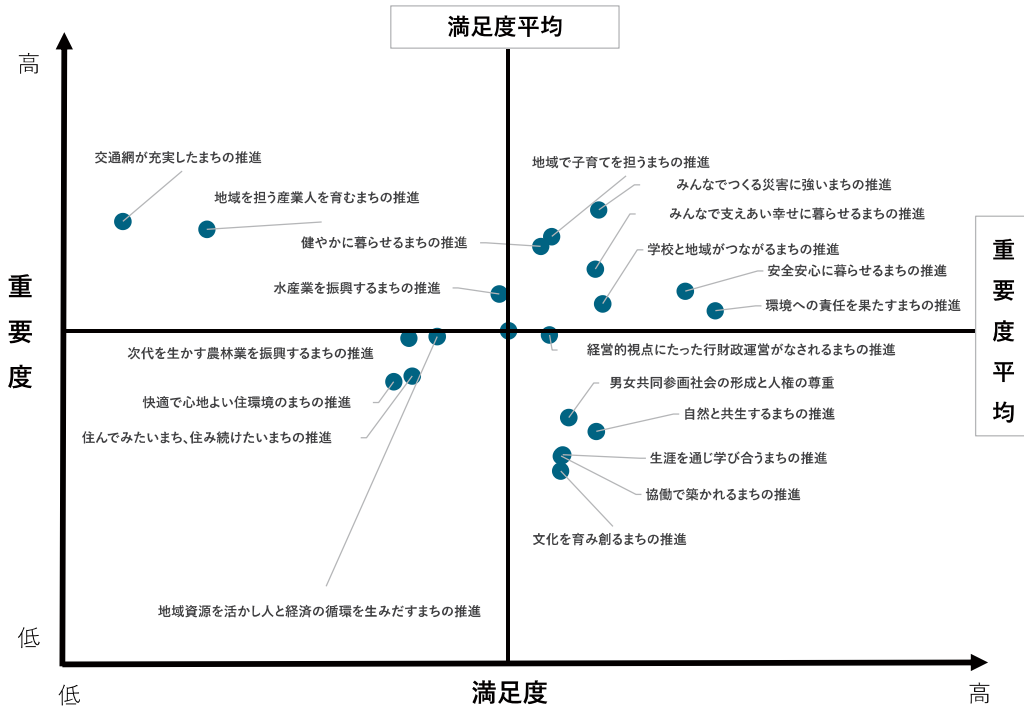 満足度平均
高
交通網が充実したまちの推進
地域で子育てを担うまちの推進
みんなでつくる災害に強いまちの推進
地域を担う産業人を育むまちの推進
みんなで支えあい幸せに暮らせるまちの推進
健やかに暮らせるまちの推進
学校と地域がつながるまちの推進
安全安心に暮らせるまちの推進
水産業を振興するまちの推進
環境への責任を果たすまちの推進
重要度
重要度平均
次代を生かす農林業を振興するまちの推進
経営的視点にたった行財政運営がなされるまちの推進
男女共同参画社会の形成と人権の尊重
快適で心地よい住環境のまちの推進
自然と共生するまちの推進
住んでみたいまち、住み続けたいまちの推進
生涯を通じ学び合うまちの推進
協働で築かれるまちの推進
文化を育み創るまちの推進
地域資源を活かし人と経済の循環を生みだすまちの推進
低
低
満足度
高